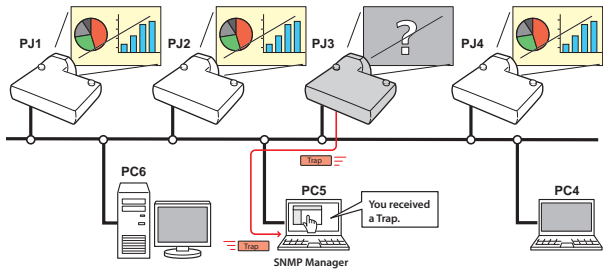 PJ1
PJ2
PJ3
PJ4
?
Trap
PC6
PC5
PC4
You received
a Trap.
Trap
SNMP Manager